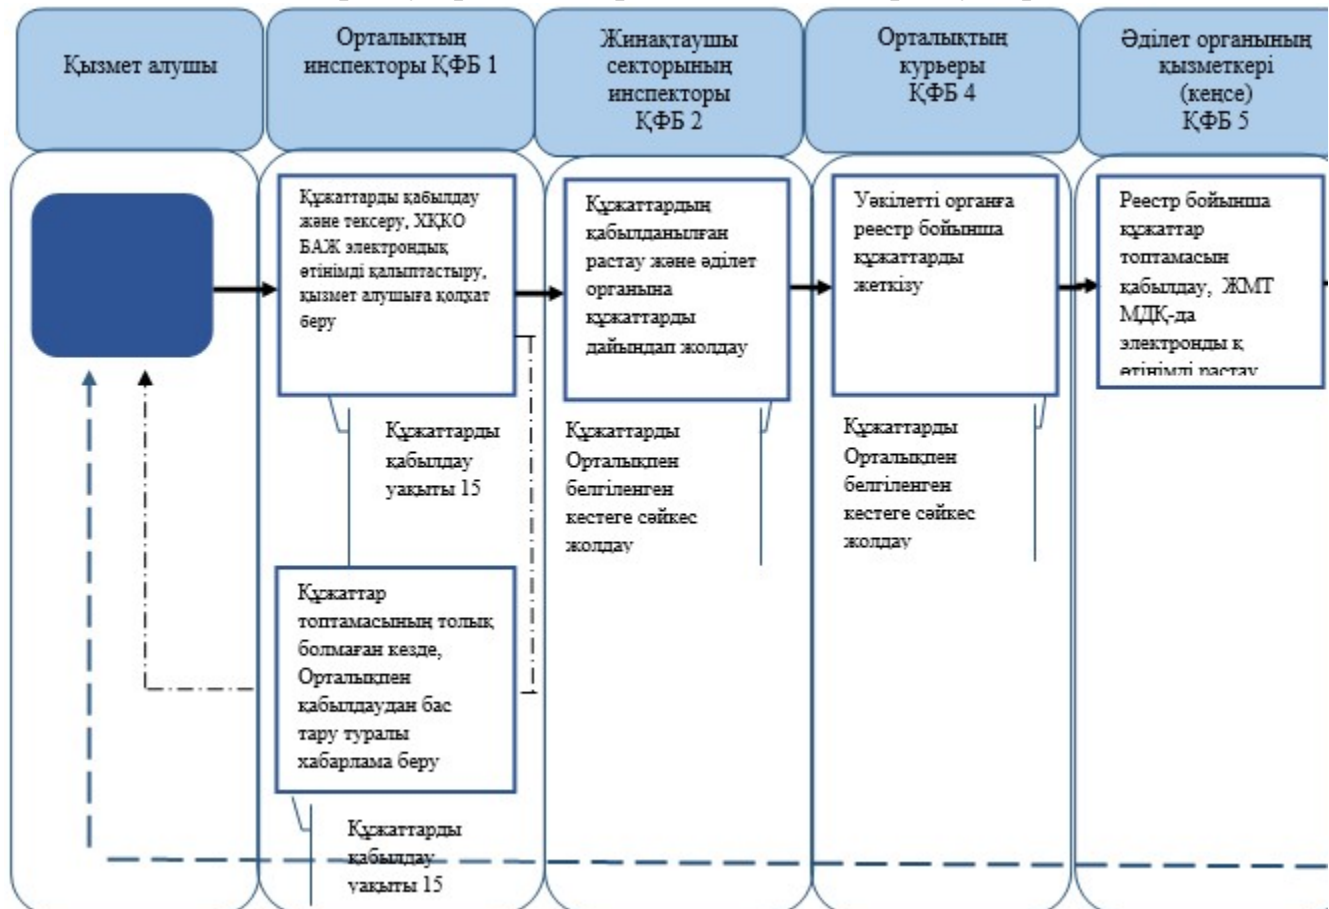 Қызмет алушы
Орталықтың
инспекторы ҚФБ 1
Жинақтаушы
секторының
инспекторы
ҚФБ 2
Орталықтың
курьеры
ҚФБ 4
Әділет органының
қызметкері
(кеңсе)
ҚФБ 5
Құжаттарды қабылдау
және тексеру, ХҚКО
БАЖ электрондық
өтінімді қалыптастыру,
қызмет алушыға қолхат
беру
Құжаттардың
қабылданылған
растау және әділет
органына
құжаттарды
дайындап жолдау
Уәкілетті органға
реестр бойынша
құжаттарды
жеткізу
Реестр бойынша
құжаттар
топтамасын
қабылдау, ЖМТ
МДҚ-да
электронды қ
өтінімді растау
Құжаттарды
қабылдау
уақыты 15
Құжаттарды
Орталықпен
белгіленген
кестеге сәйкес
жолдау
Құжаттарды
Орталықпен
белгіленген
кестеге сәйкес
жолдау
Құжаттар
топтамасының толық
болмаған кезде,
Орталықпен
қабылдаудан бас
тару туралы
хабарлама беру
Құжаттарды
қабылдау
уақыты 15